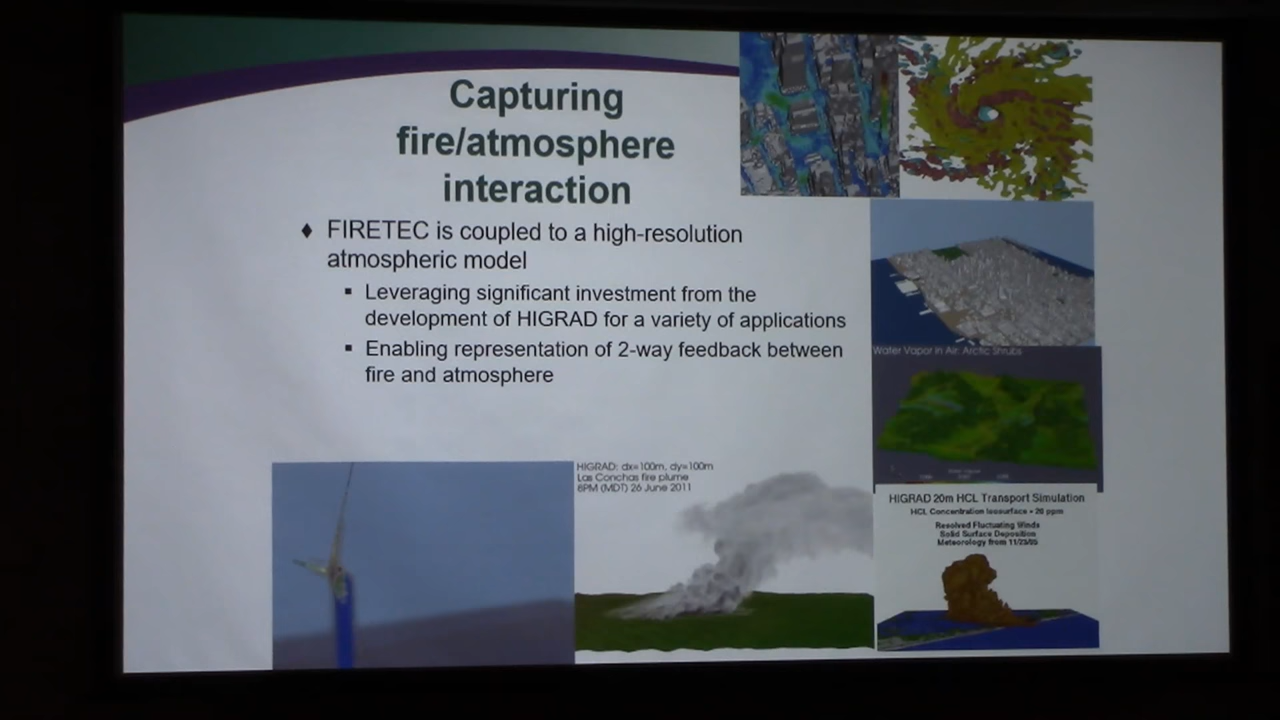 Capturing
fire/atmosphere
interaction
♦ FIRETEC is coupled to a high-resolution
atmospheric model
▪ Leveraging significant investment from the
development of HIGRAD for a variety of applications
▪ Enabling representation of 2-way feedback between
fire and atmosphere
Water Vapor in Air: Arctic Shrubs
HIGRAD: dx=100m, dy=100m
Las Conchas fire plume
6PM (MDT) 26 June 2011
HIGRAD 20m HCL Transport Simulation
HCL Concentration Isosurface = 20 ppm
Resolved Fluctuating Winds
Solid Surface Deposition
Meteorology from 11/23/05